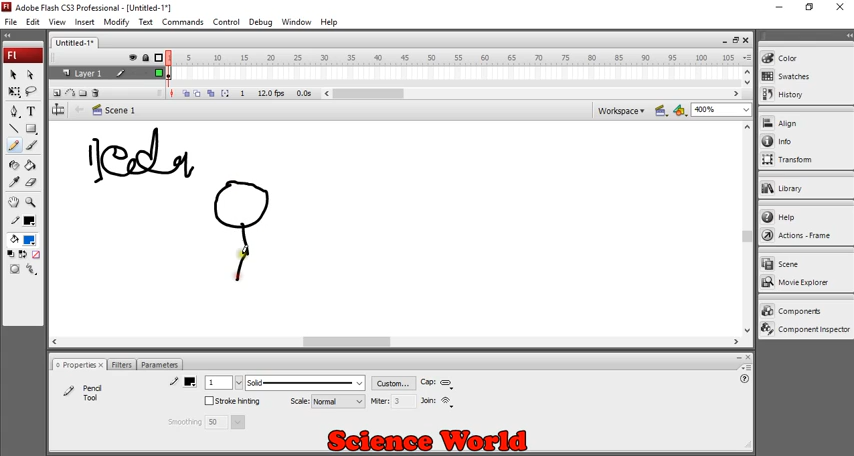 Adobe Flash CS3 Professional - [Untitled-1*]
File Edit View Insert Modify Text Commands Control Debug Window Help
Untitled-1*
5 10 15 20 25 30 35 40 45 50 55 60 65 70 75 80 85 90 95 100 105
Layer 1
1 12.0 fps 0.0s
Scene 1 Workspace 400%
Fl
Color
Swatches
History
Align
Info
Transform
Library
Help
Actions - Frame
Scene
Movie Explorer
Components
Component Inspector
Properties Filters Parameters
Pencil Tool
1 Solid Custom... Cap:
Stroke hinting Scale: Normal Miter: 3 Join:
Smoothing: 50
Science World